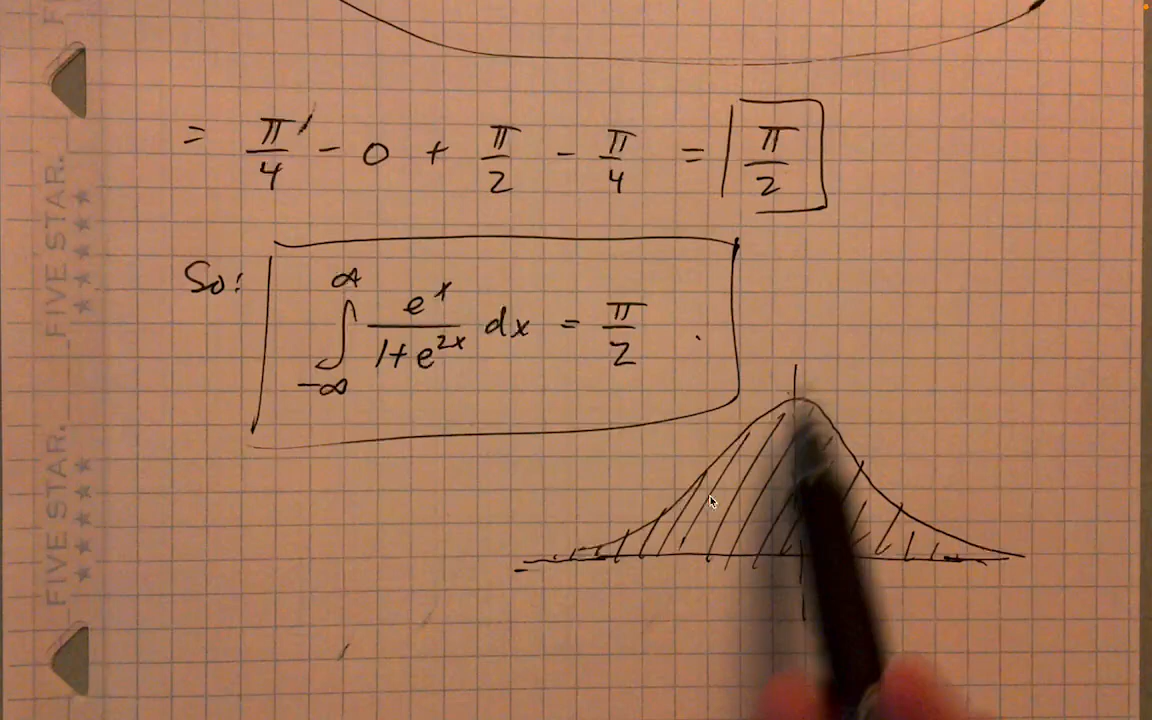 = π/4 - 0 + π/2 - π/4 = π/2
So: ∫_{-∞}^{∞} e^x/(1+e^{2x}) dx = π/2 .
FIVE STAR.
FIVE STAR.